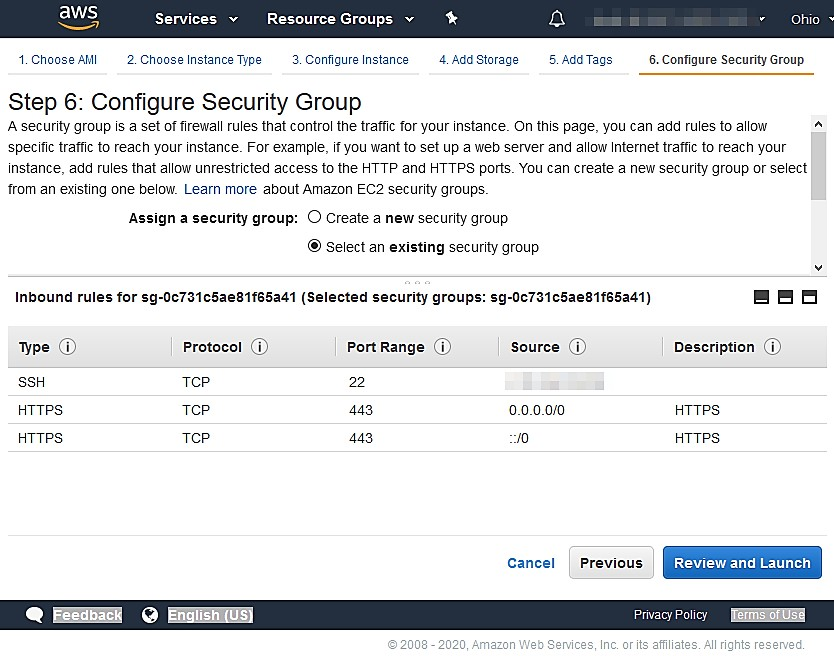 aws Services Resource Groups Ohio
1. Choose AMI 2. Choose Instance Type 3. Configure Instance 4. Add Storage 5. Add Tags 6. Configure Security Group
Step 6: Configure Security Group
A security group is a set of firewall rules that control the traffic for your instance. On this page, you can add rules to allow
specific traffic to reach your instance. For example, if you want to set up a web server and allow Internet traffic to reach your
instance, add rules that allow unrestricted access to the HTTP and HTTPS ports. You can create a new security group or select
from an existing one below. Learn more about Amazon EC2 security groups.
Assign a security group: Create a new security group
Select an existing security group
Inbound rules for sg-0c731c5ae81f65a41 (Selected security groups: sg-0c731c5ae81f65a41)
Type i Protocol i Port Range i Source i Description i
SSH TCP 22
HTTPS TCP 443 0.0.0.0/0 HTTPS
HTTPS TCP 443 ::/0 HTTPS
Cancel Previous Review and Launch
Feedback English (US) Privacy Policy Terms of Use
© 2008 - 2020, Amazon Web Services, Inc. or its affiliates. All rights reserved.